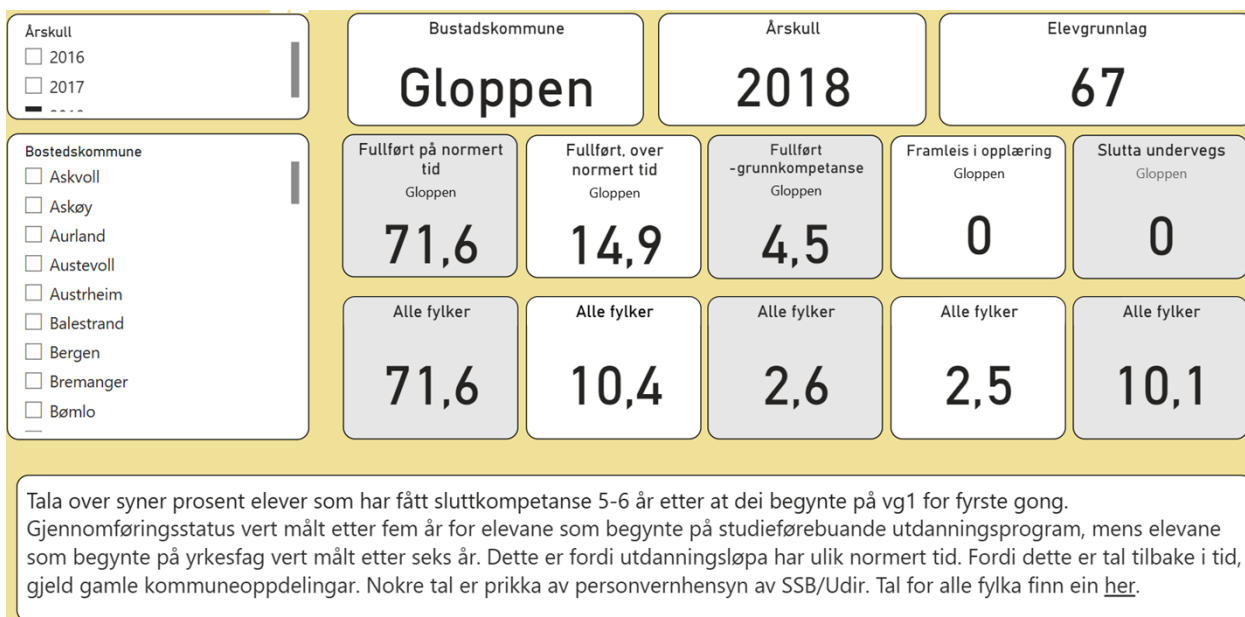 Årskull
2016
2017
Bostedskommune
Askvoll
Askøy
Aurland
Austevoll
Austrheim
Balestrand
Bergen
Bremanger
Bømlo
Bustadskommune
Gloppen
Årskull
2018
Elevgrunnlag
67
Fullført på normert
tid
Gloppen
71,6
Fullført, over
normert tid
Gloppen
14,9
Fullført
-grunnkompetanse
Gloppen
4,5
Framleis i opplæring
Gloppen
0
Slutta undervegs
Gloppen
0
Alle fylker
71,6
Alle fylker
10,4
Alle fylker
2,6
Alle fylker
2,5
Alle fylker
10,1
Tala over syner prosent elever som har fått sluttkompetanse 5-6 år etter at dei begynte på vg1 for fyrste gong.
Gjennomføringsstatus vert målt etter fem år for elevane som begynte på studieførebuande utdanningsprogram, mens elevane
som begynte på yrkesfag vert målt etter seks år. Dette er fordi utdanningsløpa har ulik normert tid. Fordi dette er tal tilbake i tid,
gjeld gamle kommuneoppdelingar. Nokre tal er prikka av personvernhensyn av SSB/Udir. Tal for alle fylka finn ein her.